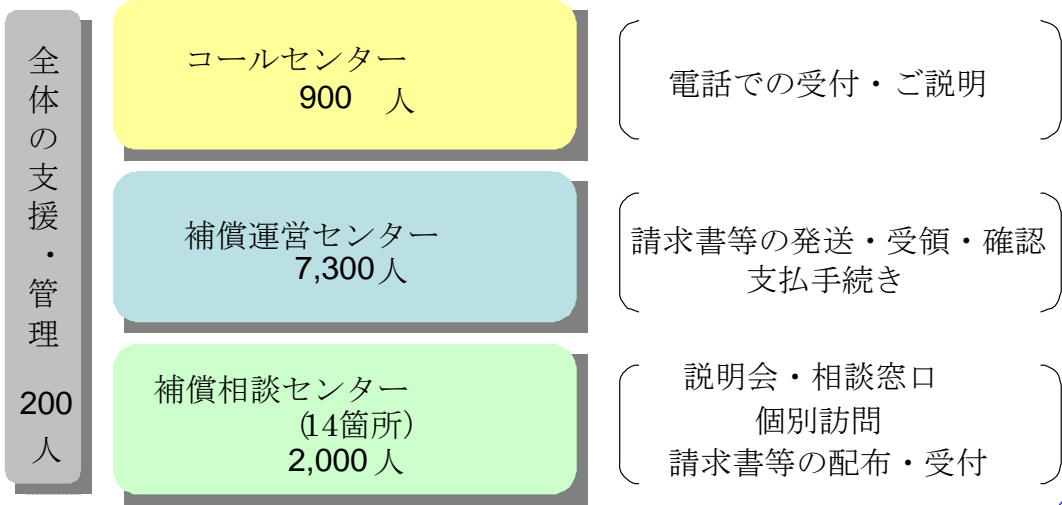 全体の支援・管理
200
人
コールセンター
900 人
電話での受付・ご説明
補償運営センター
7,300人
請求書等の発送・受領・確認
支払手続き
補償相談センター
(14箇所)
2,000人
説明会・相談窓口
個別訪問
請求書等の配布・受付